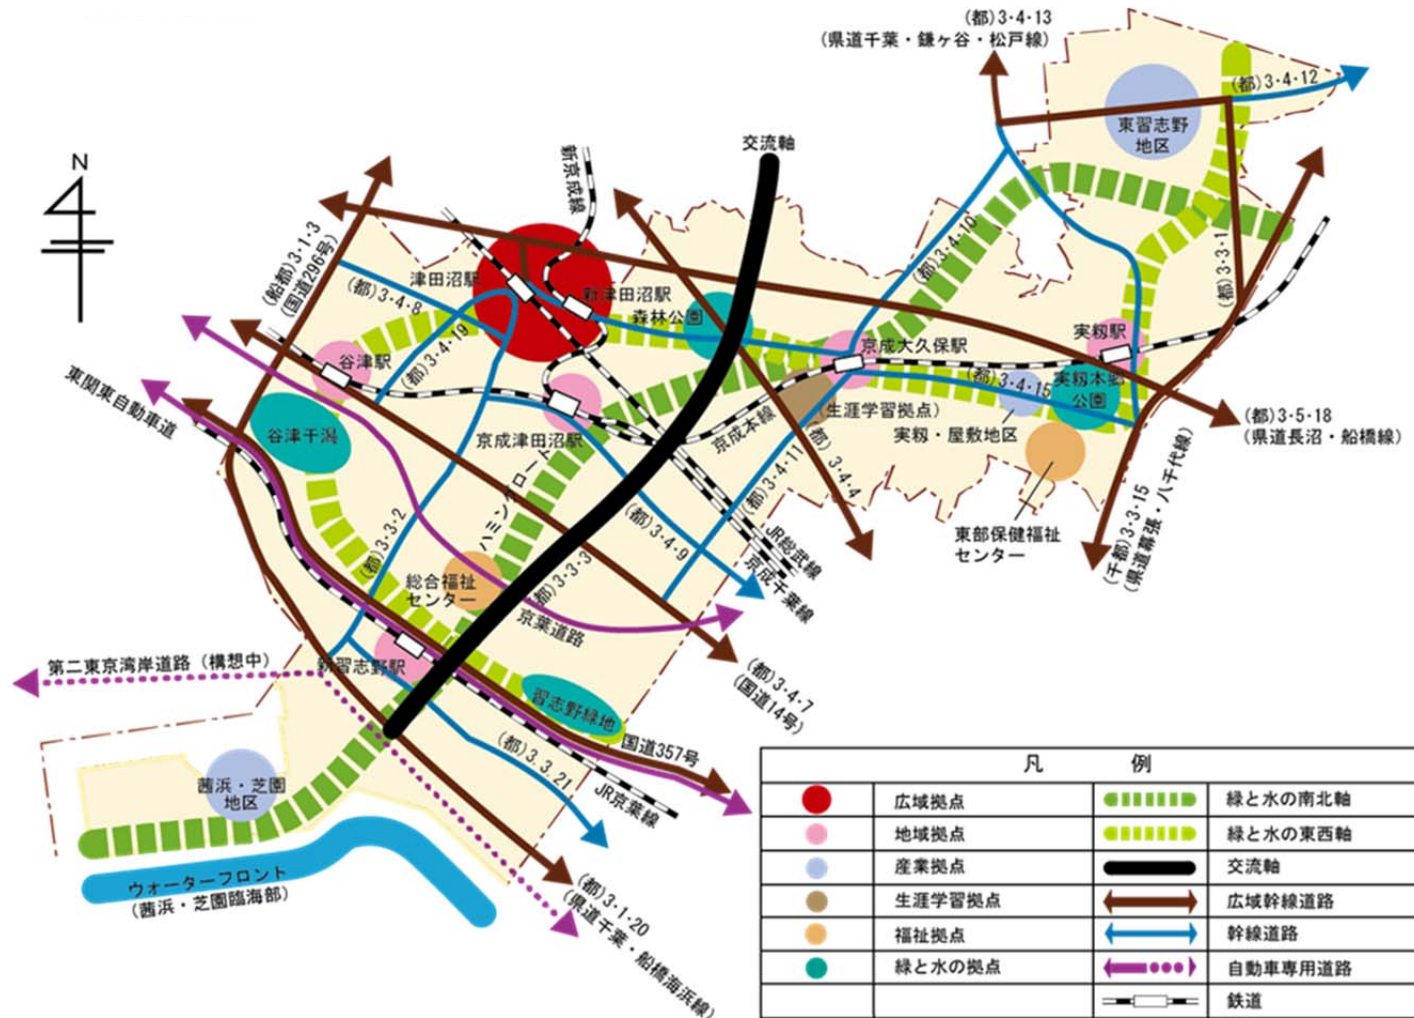 (都)3・4・13
(県道千葉・鎌ヶ谷・松戸線)
(都)3・4・12
東習志野
地区
交流軸
新京成線
N
(船都)3・1・3
(国道296号)
津田沼駅
(都)3・4・8
新津田沼駅
森林公園
(都)3・4・10
(都)3・3・1
実籾駅
谷津駅
(都)3・4・19
京成大久保駅
東関東自動車道
谷津干潟
京成津田沼駅
京成本線
(生涯学習拠点)
(都)3・4・15
実籾本郷
公園
実籾・屋敷地区
(都)3・5・18
(県道長沼・船橋線)
ハミングロード
(都)3・4・11
(都)3・4・4
(都)3・3・2
(都)3・4・9
JR総武線
京成千葉線
東部保健福祉
センター
(千都)3・3・15
(県道幕張・八千代線)
総合福祉
センター
(都)3・3・3
京葉道路
第二東京湾岸道路(構想中)
新習志野駅
習志野緑地
(都)3・4・7
(国道14号)
国道357号
(都)3.3.21
JR京葉線
茜浜・芝園
地区
ウォーターフロント
(茜浜・芝園臨海部)
(都)3・1・20
(県道千葉・船橋海浜線)
凡 例
広域拠点 緑と水の南北軸
地域拠点 緑と水の東西軸
産業拠点 交流軸
生涯学習拠点 広域幹線道路
福祉拠点 幹線道路
緑と水の拠点 自動車専用道路
鉄道